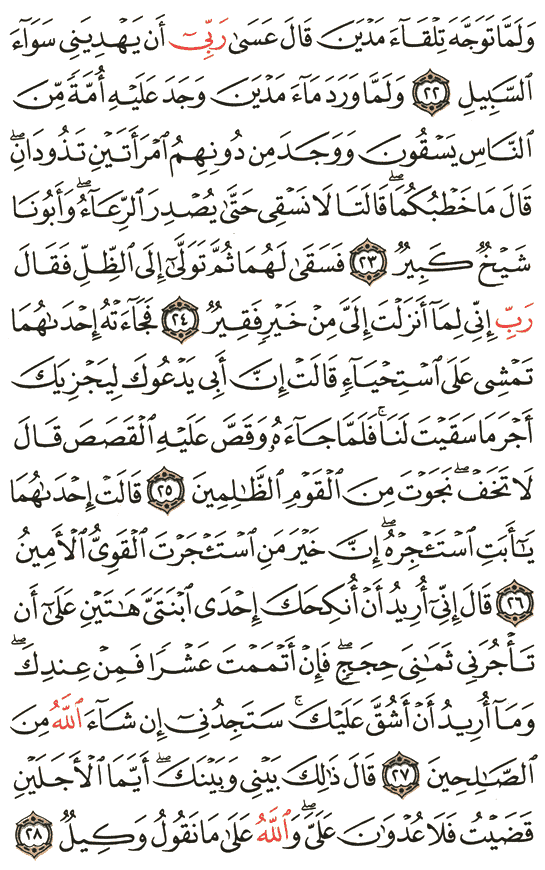 وَلَمَّا تَوَجَّهَ تِلْقَآءَ مَدْيَنَ قَالَ عَسَىٰ رَبِّىٓ أَن يَهْدِيَنِى سَوَآءَ
ٱلسَّبِيلِ ٢٢ وَلَمَّا وَرَدَ مَآءَ مَدْيَنَ وَجَدَ عَلَيْهِ أُمَّةً مِّنَ
ٱلنَّاسِ يَسْقُونَ وَوَجَدَ مِن دُونِهِمُ ٱمْرَأَتَيْنِ تَذُودَانِۖ
قَالَ مَا خَطْبُكُمَاۖ قَالَتَا لَا نَسْقِى حَتَّىٰ يُصْدِرَ ٱلرِّعَآءُۖ وَأَبُونَا
شَيْخٌ كَبِيرٌ ٢٣ فَسَقَىٰ لَهُمَا ثُمَّ تَوَلَّىٰٓ إِلَى ٱلظِّلِّ فَقَالَ
رَبِّ إِنِّى لِمَآ أَنزَلْتَ إِلَىَّ مِنْ خَيْرٍ فَقِيرٌ ٢٤ فَجَآءَتْهُ إِحْدَىٰهُمَا
تَمْشِى عَلَى ٱسْتِحْيَآءٍ قَالَتْ إِنَّ أَبِى يَدْعُوكَ لِيَجْزِيَكَ
أَجْرَ مَا سَقَيْتَ لَنَاۚ فَلَمَّا جَآءَهُۥ وَقَصَّ عَلَيْهِ ٱلْقَصَصَ قَالَ
لَا تَخَفْۖ نَجَوْتَ مِنَ ٱلْقَوْمِ ٱلظَّٰلِمِينَ ٢٥ قَالَتْ إِحْدَىٰهُمَا
يَٰٓأَبَتِ ٱسْتَـْٔجِرْهُۖ إِنَّ خَيْرَ مَنِ ٱسْتَـْٔجَرْتَ ٱلْقَوِىُّ ٱلْأَمِينُ
٢٦ قَالَ إِنِّىٓ أُرِيدُ أَنْ أُنكِحَكَ إِحْدَى ٱبْنَتَىَّ هَٰتَيْنِ عَلَىٰٓ أَن
تَأْجُرَنِى ثَمَٰنِىَ حِجَجٍۖ فَإِنْ أَتْمَمْتَ عَشْرًا فَمِنْ عِندِكَۖ
وَمَآ أُرِيدُ أَنْ أَشُقَّ عَلَيْكَۚ سَتَجِدُنِىٓ إِن شَآءَ ٱللَّهُ مِنَ
ٱلصَّٰلِحِينَ ٢٧ قَالَ ذَٰلِكَ بَيْنِى وَبَيْنَكَۖ أَيَّمَا ٱلْأَجَلَيْنِ
قَضَيْتُ فَلَا عُدْوَٰنَ عَلَىَّۖ وَٱللَّهُ عَلَىٰ مَا نَقُولُ وَكِيلٌ ٢٨